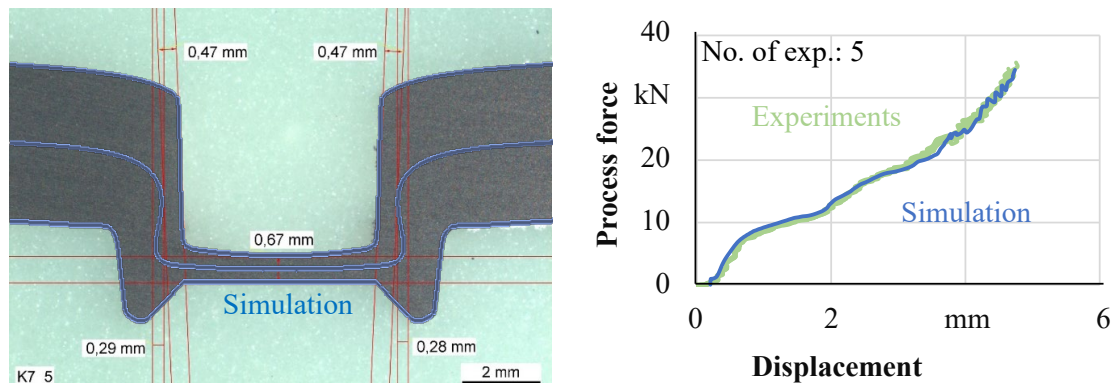 0,47 mm
0,47 mm
0,67 mm
Simulation
0,29 mm
0,28 mm
K7_5
2 mm
No. of exp.: 5
Experiments
Simulation
Process force
40
kN
20
10
0
0
2
mm
6
Displacement